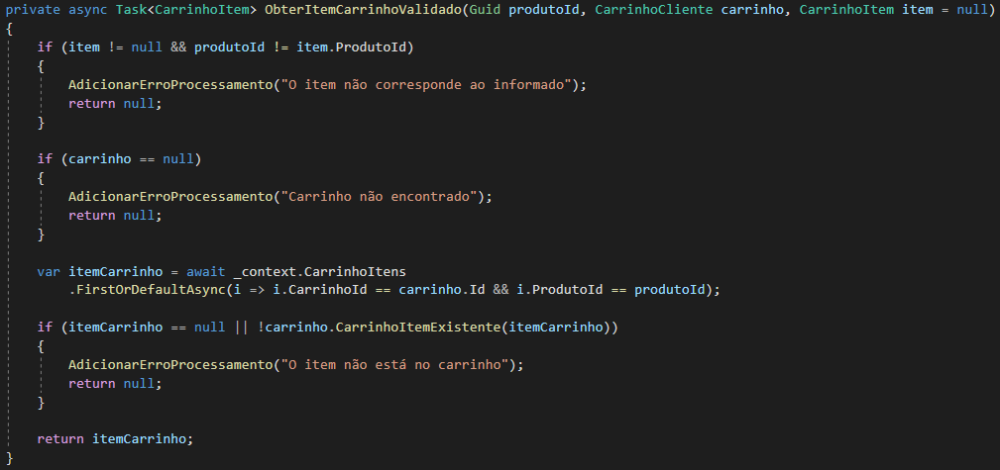 private async Task<CarrinhoItem> ObterItemCarrinhoValidado(Guid produtoId, CarrinhoCliente carrinho, CarrinhoItem item = null)
{
    if (item != null && produtoId != item.ProdutoId)
    {
        AdicionarErroProcessamento("O item não corresponde ao informado");
        return null;
    }

    if (carrinho == null)
    {
        AdicionarErroProcessamento("Carrinho não encontrado");
        return null;
    }

    var itemCarrinho = await _context.CarrinhoItens
        .FirstOrDefaultAsync(i => i.CarrinhoId == carrinho.Id && i.ProdutoId == produtoId);

    if (itemCarrinho == null || !carrinho.CarrinhoItemExistente(itemCarrinho))
    {
        AdicionarErroProcessamento("O item não está no carrinho");
        return null;
    }

    return itemCarrinho;
}